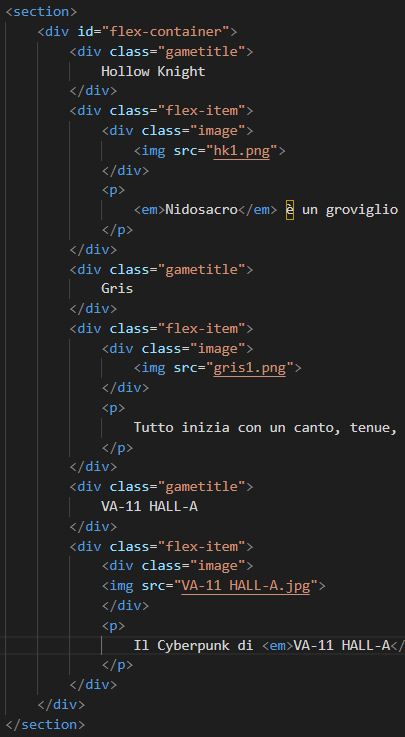 <section>
<div id="flex-container">
<div class="gametitle">
Hollow Knight
</div>
<div class="flex-item">
<div class="image">
<img src="hk1.png">
</div>
<p>
<em>Nidosacro</em> è un groviglio
</p>
</div>
<div class="gametitle">
Gris
</div>
<div class="flex-item">
<div class="image">
<img src="gris1.png">
</div>
<p>
Tutto inizia con un canto, tenue,
</p>
</div>
<div class="gametitle">
VA-11 HALL-A
</div>
<div class="flex-item">
<div class="image">
<img src="VA-11 HALL-A.jpg">
</div>
<p>
Il Cyberpunk di <em>VA-11 HALL-A</
</p>
</div>
</div>
</section>